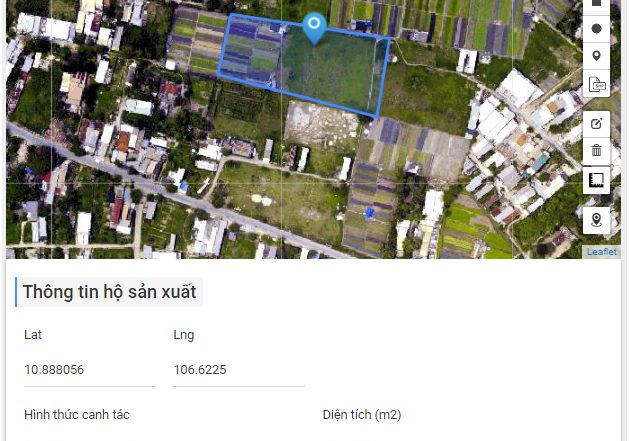 Leaflet
Thông tin hộ sản xuất
Lat
Lng
10.888056
106.6225
Hình thức canh tác
Diện tích (m2)